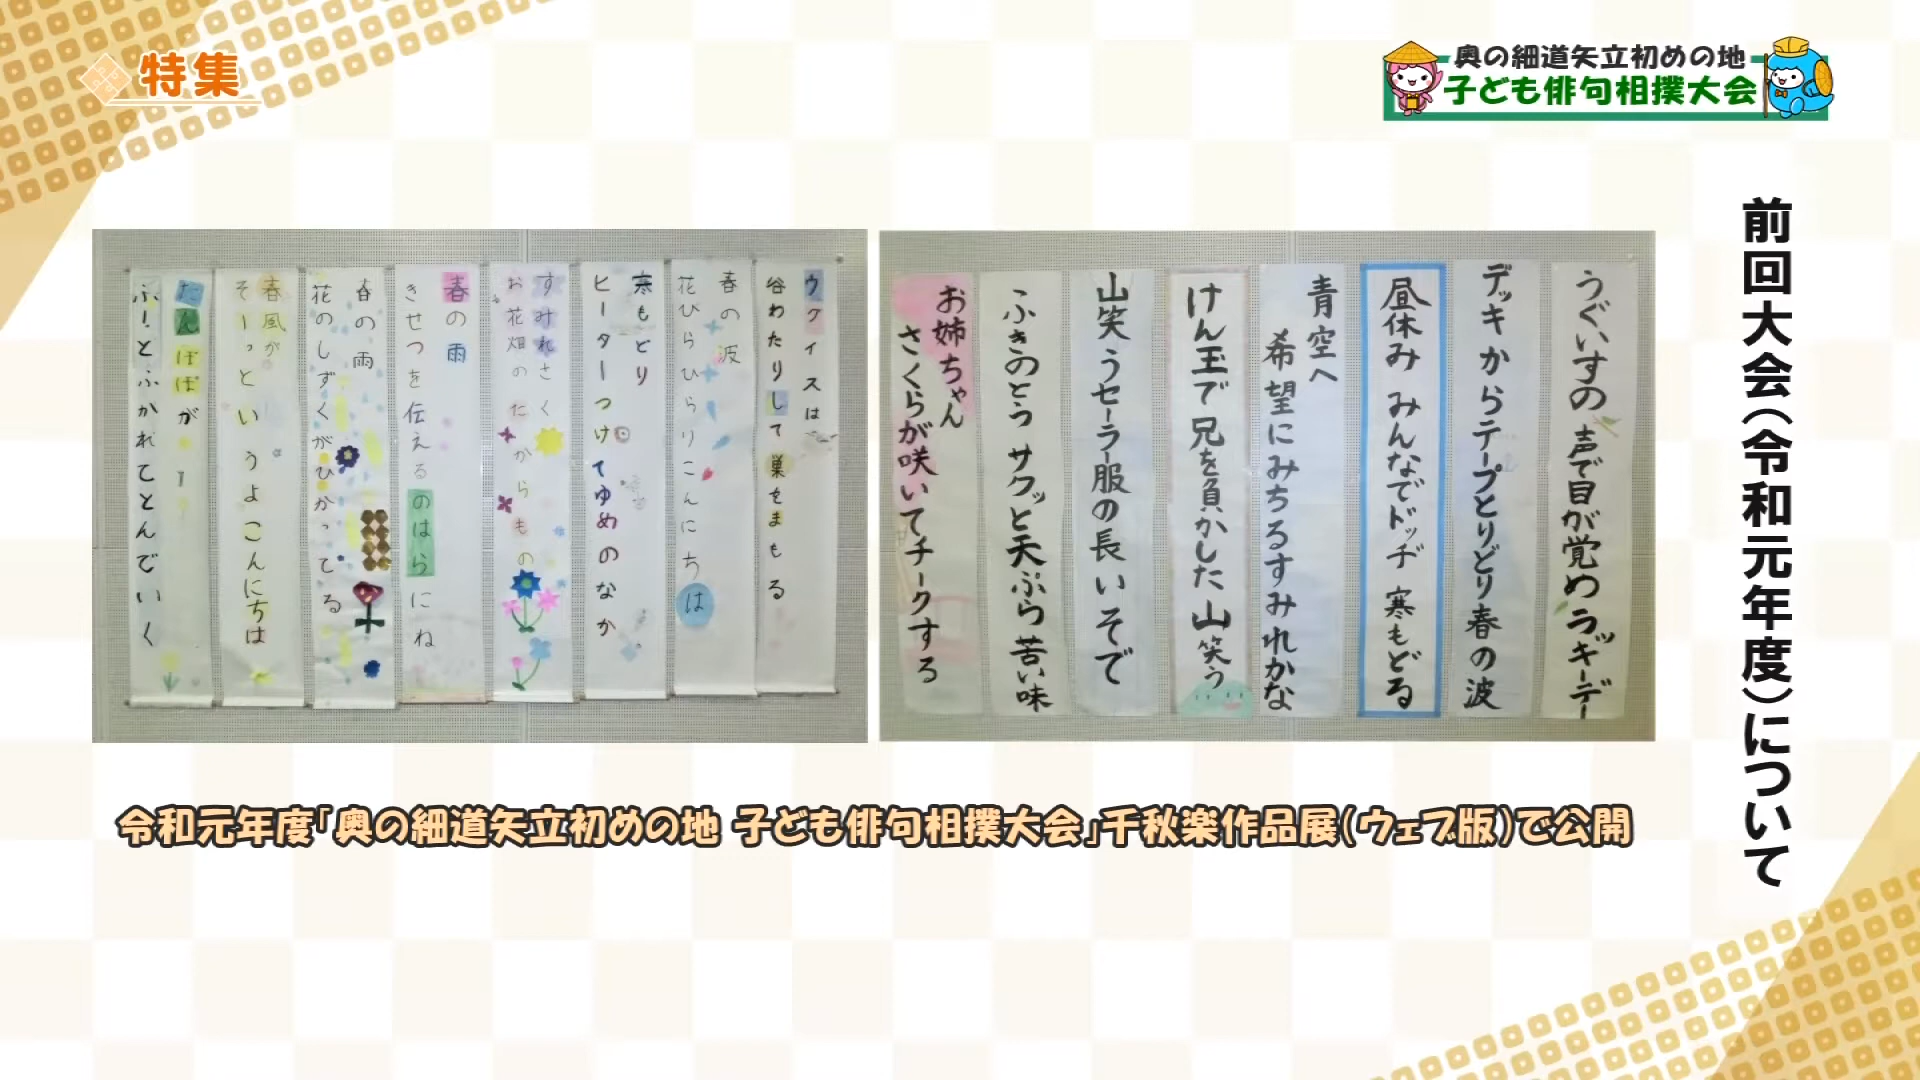 特集
奥の細道矢立初めの地
子ども俳句相撲大会
前回大会(令和元年度)について
うぐいすの声で目が覚めラッキーデー
デッキからテープとりどり春の波
昼休みみんなでドッヂ寒もどる
青空へ
希望にみちるすみれかな
けん玉で兄を負かした山笑う
山笑うセーラー服の長いそで
ふきのとうサクッと天ぷら苦い味
お姉ちゃん
さくらが咲いてチークする
ウグイスは
谷わたりして巣をまもる
春の波
花びらひらりこんにちは
寒もどり
ヒーターつけてゆめのなか
すみれさく
お花畑のたからもの
春の雨
きせつを伝えるのはらにね
春の雨
花のしずくがひかってる
春風が
そーっというよこんにちは
たんぽぽが
ふーとふかれてとんでいく
令和元年度「奥の細道矢立初めの地 子ども俳句相撲大会」千秋楽作品展(ウェブ版)で公開